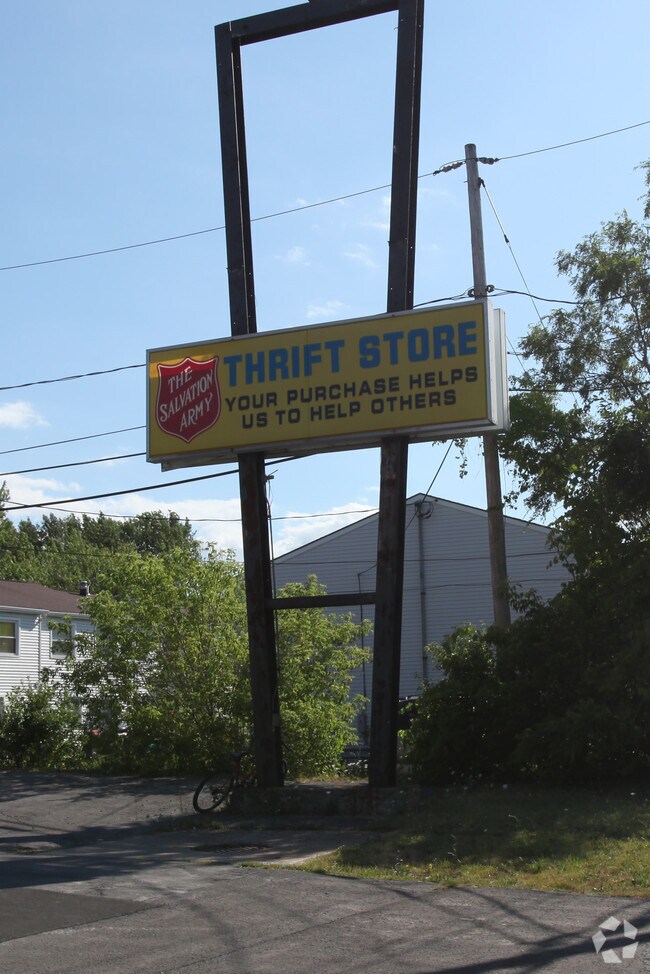 THE
SALVATION
ARMY
THRIFT STORE
YOUR PURCHASE HELPS
US TO HELP OTHERS